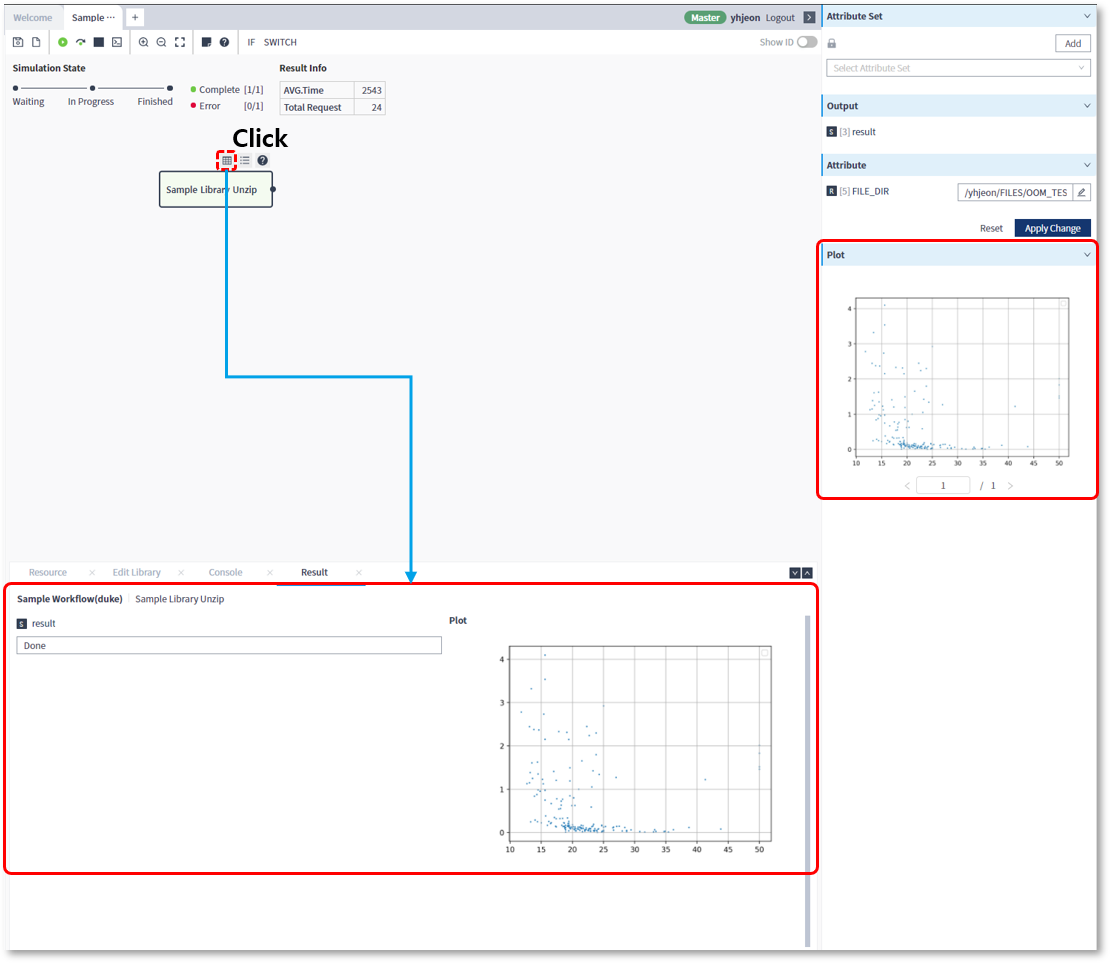 Welcome
Sample ···
+
Master yhjeon Logout
IF SWITCH
Show ID
Simulation State
Waiting In Progress Finished
Complete [1/1]
Error [0/1]
Result Info
AVG.Time 2543
Total Request 24
Click
Sample Library Unzip
Attribute Set
Add
Select Attribute Set
Output
S [3] result
Attribute
R [5] FILE_DIR /yhjeon/FILES/OOM_TES
Reset Apply Change
Plot
4
3
2
1
0
10 15 20 25 30 35 40 45 50
< 1 / 1 >
Resource × Edit Library × Console × Result ×
Sample Workflow(duke) Sample Library Unzip
S result
Done
Plot
4
3
2
1
0
10 15 20 25 30 35 40 45 50